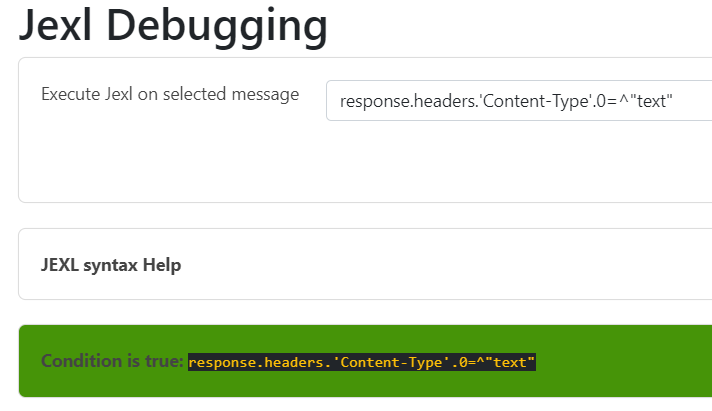 Jexl Debugging
Execute Jexl on selected message
response.headers.'Content-Type'.0=^"text"
JEXL syntax Help
Condition is true: response.headers.'Content-Type'.0=^"text"